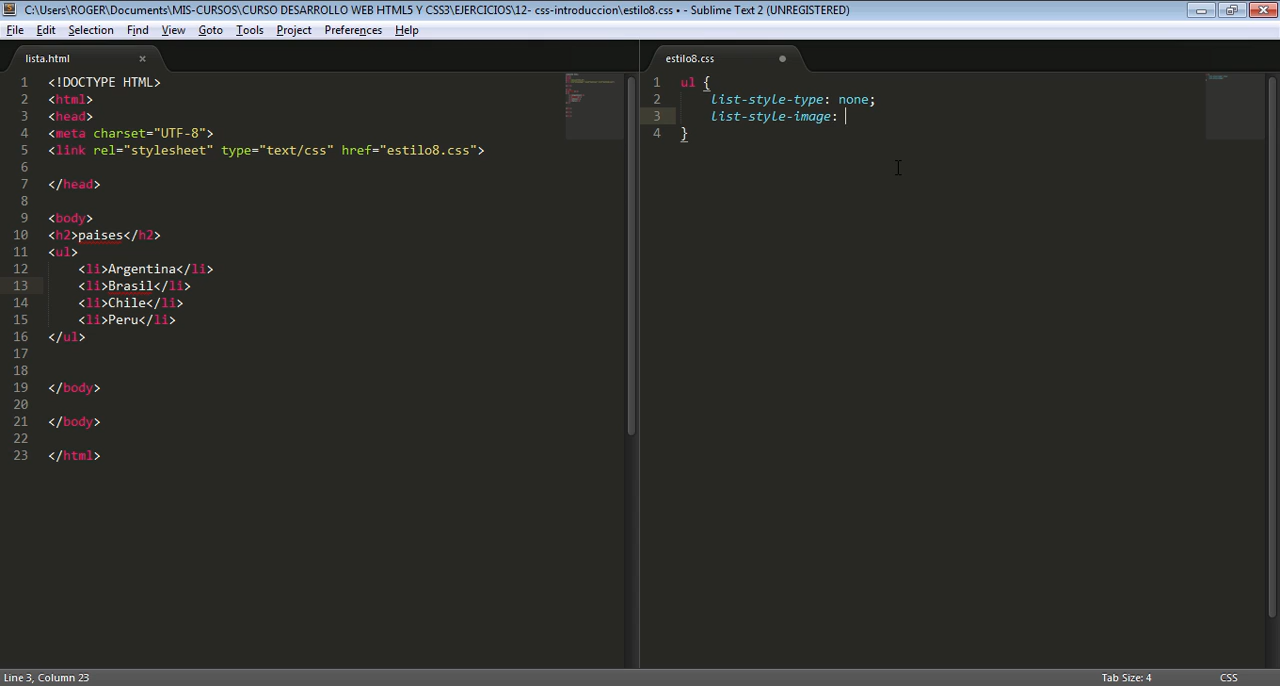 C:\Users\ROGER\Documents\MIS-CURSOS\CURSO DESARROLLO WEB HTML5 Y CSS3\EJERCICIOS\12- css-introduccion\estilo8.css • - Sublime Text 2 (UNREGISTERED)
File Edit Selection Find View Goto Tools Project Preferences Help
lista.html
1 <!DOCTYPE HTML>
2 <html>
3 <head>
4 <meta charset="UTF-8">
5 <link rel="stylesheet" type="text/css" href="estilo8.css">
6
7 </head>
8
9 <body>
10 <h2>paises</h2>
11 <ul>
12 <li>Argentina</li>
13 <li>Brasil</li>
14 <li>Chile</li>
15 <li>Peru</li>
16 </ul>
17
18
19 </body>
20
21 </body>
22
23 </html>
estilo8.css
1 ul {
2 list-style-type: none;
3 list-style-image:
4 }
Line 3, Column 23
Tab Size: 4
CSS